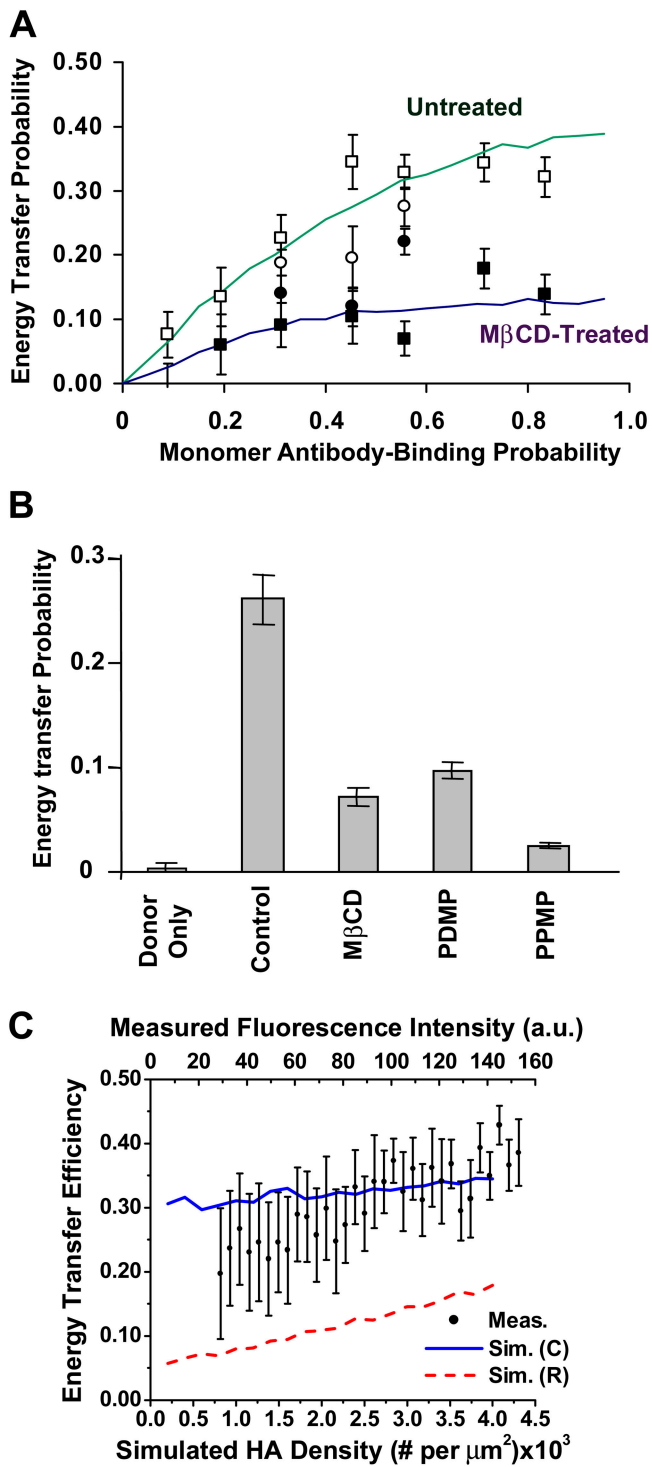 A
Energy Transfer Probability
0.50
0.40
0.30
0.20
0.10
0.00
Untreated
MβCD-Treated
0
0.2
0.4
0.6
0.8
1.0
Monomer Antibody-Binding Probability
B
Energy transfer Probability
0.3
0.2
0.1
0
Donor
Only
Control
MβCD
PDMP
PPMP
C
Measured Fluorescence Intensity (a.u.)
0 20 40 60 80 100 120 140 160
Energy Transfer Efficiency
0.50
0.40
0.30
0.20
0.10
0.00
Meas.
Sim. (C)
Sim. (R)
0.0 0.5 1.0 1.5 2.0 2.5 3.0 3.5 4.0 4.5
Simulated HA Density (# per μm²)x10³